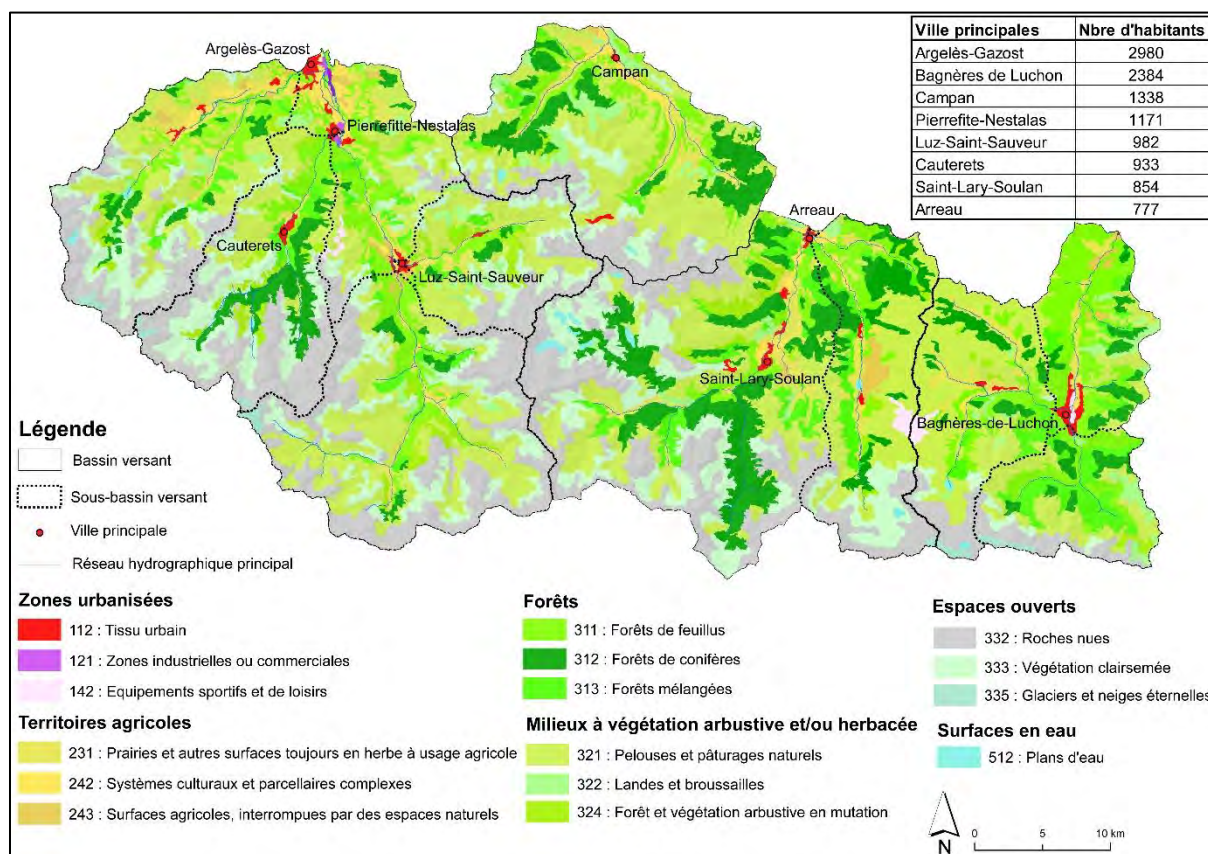 Ville principales Nbre d'habitants
Argelès-Gazost 2980
Bagnères de Luchon 2384
Campan 1338
Pierrefite-Nestalas 1171
Luz-Saint-Sauveur 982
Cauterets 933
Saint-Lary-Soulan 854
Arreau 777
Argelès-Gazost
Campan
Pierrefitte-Nestalas
Arreau
Cauterets
Luz-Saint-Sauveur
Saint-Lary-Soulan
Bagnères-de-Luchon
Légende
Bassin versant
Sous-bassin versant
Ville principale
Réseau hydrographique principal
Zones urbanisées
112 : Tissu urbain
121 : Zones industrielles ou commerciales
142 : Equipements sportifs et de loisirs
Territoires agricoles
231 : Prairies et autres surfaces toujours en herbe à usage agricole
242 : Systèmes culturaux et parcellaires complexes
243 : Surfaces agricoles, interrompues par des espaces naturels
Forêts
311 : Forêts de feuillus
312 : Forêts de conifères
313 : Forêts mélangées
Milieux à végétation arbustive et/ou herbacée
321 : Pelouses et pâturages naturels
322 : Landes et broussailles
324 : Forêt et végétation arbustive en mutation
Espaces ouverts
332 : Roches nues
333 : Végétation clairsemée
335 : Glaciers et neiges éternelles
Surfaces en eau
512 : Plans d'eau
N
0 5 10 km